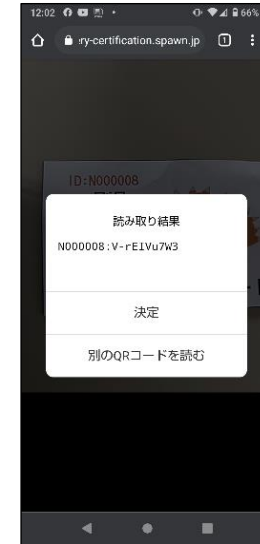 12:02
66%
ry-certification.spawn.jp
1
ID:N000008
読み取り結果
N000008:V-rEIVu7W3
決定
別のQRコードを読む